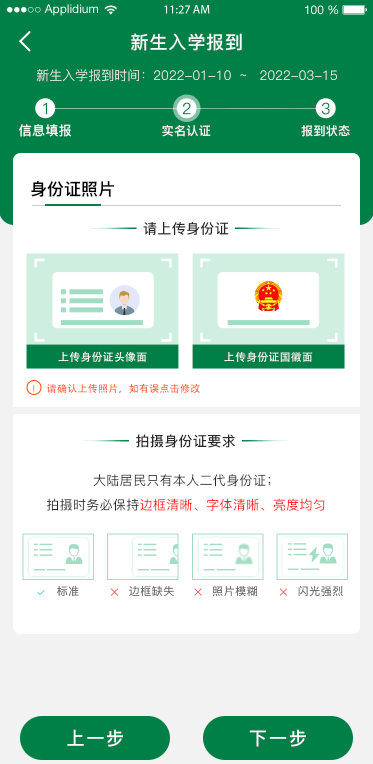 Applidium 11:27 AM 100 %
新生入学报到
新生入学报到时间：2022-01-10 ~ 2022-03-15
1 2 3
信息填报 实名认证 报到状态
身份证照片
请上传身份证
上传身份证头像面 上传身份证国徽面
请确认上传照片，如有误点击修改
拍摄身份证要求
大陆居民只有本人二代身份证；
拍摄时务必保持边框清晰、字体清晰、亮度均匀
标准 边框缺失 照片模糊 闪光强烈
上一步 下一步